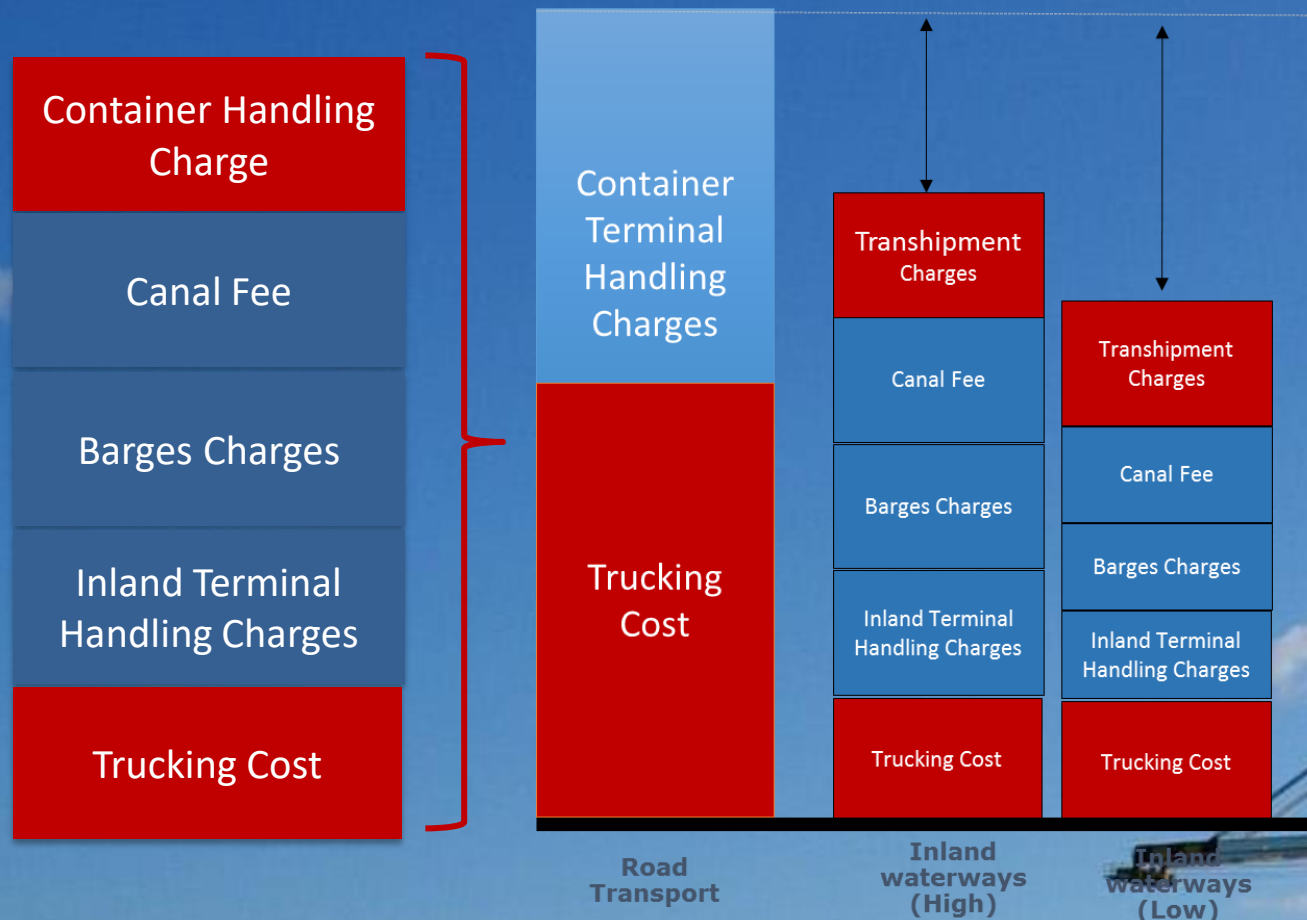 Container Handling
Charge
Canal Fee
Barges Charges
Inland Terminal
Handling Charges
Trucking Cost
Container
Terminal
Handling
Charges
Trucking
Cost
Transhipment
Charges
Canal Fee
Barges Charges
Inland Terminal
Handling Charges
Trucking Cost
Transhipment
Charges
Canal Fee
Barges Charges
Inland Terminal
Handling Charges
Trucking Cost
Road
Transport
Inland
waterways
(High)
Inland
waterways
(Low)